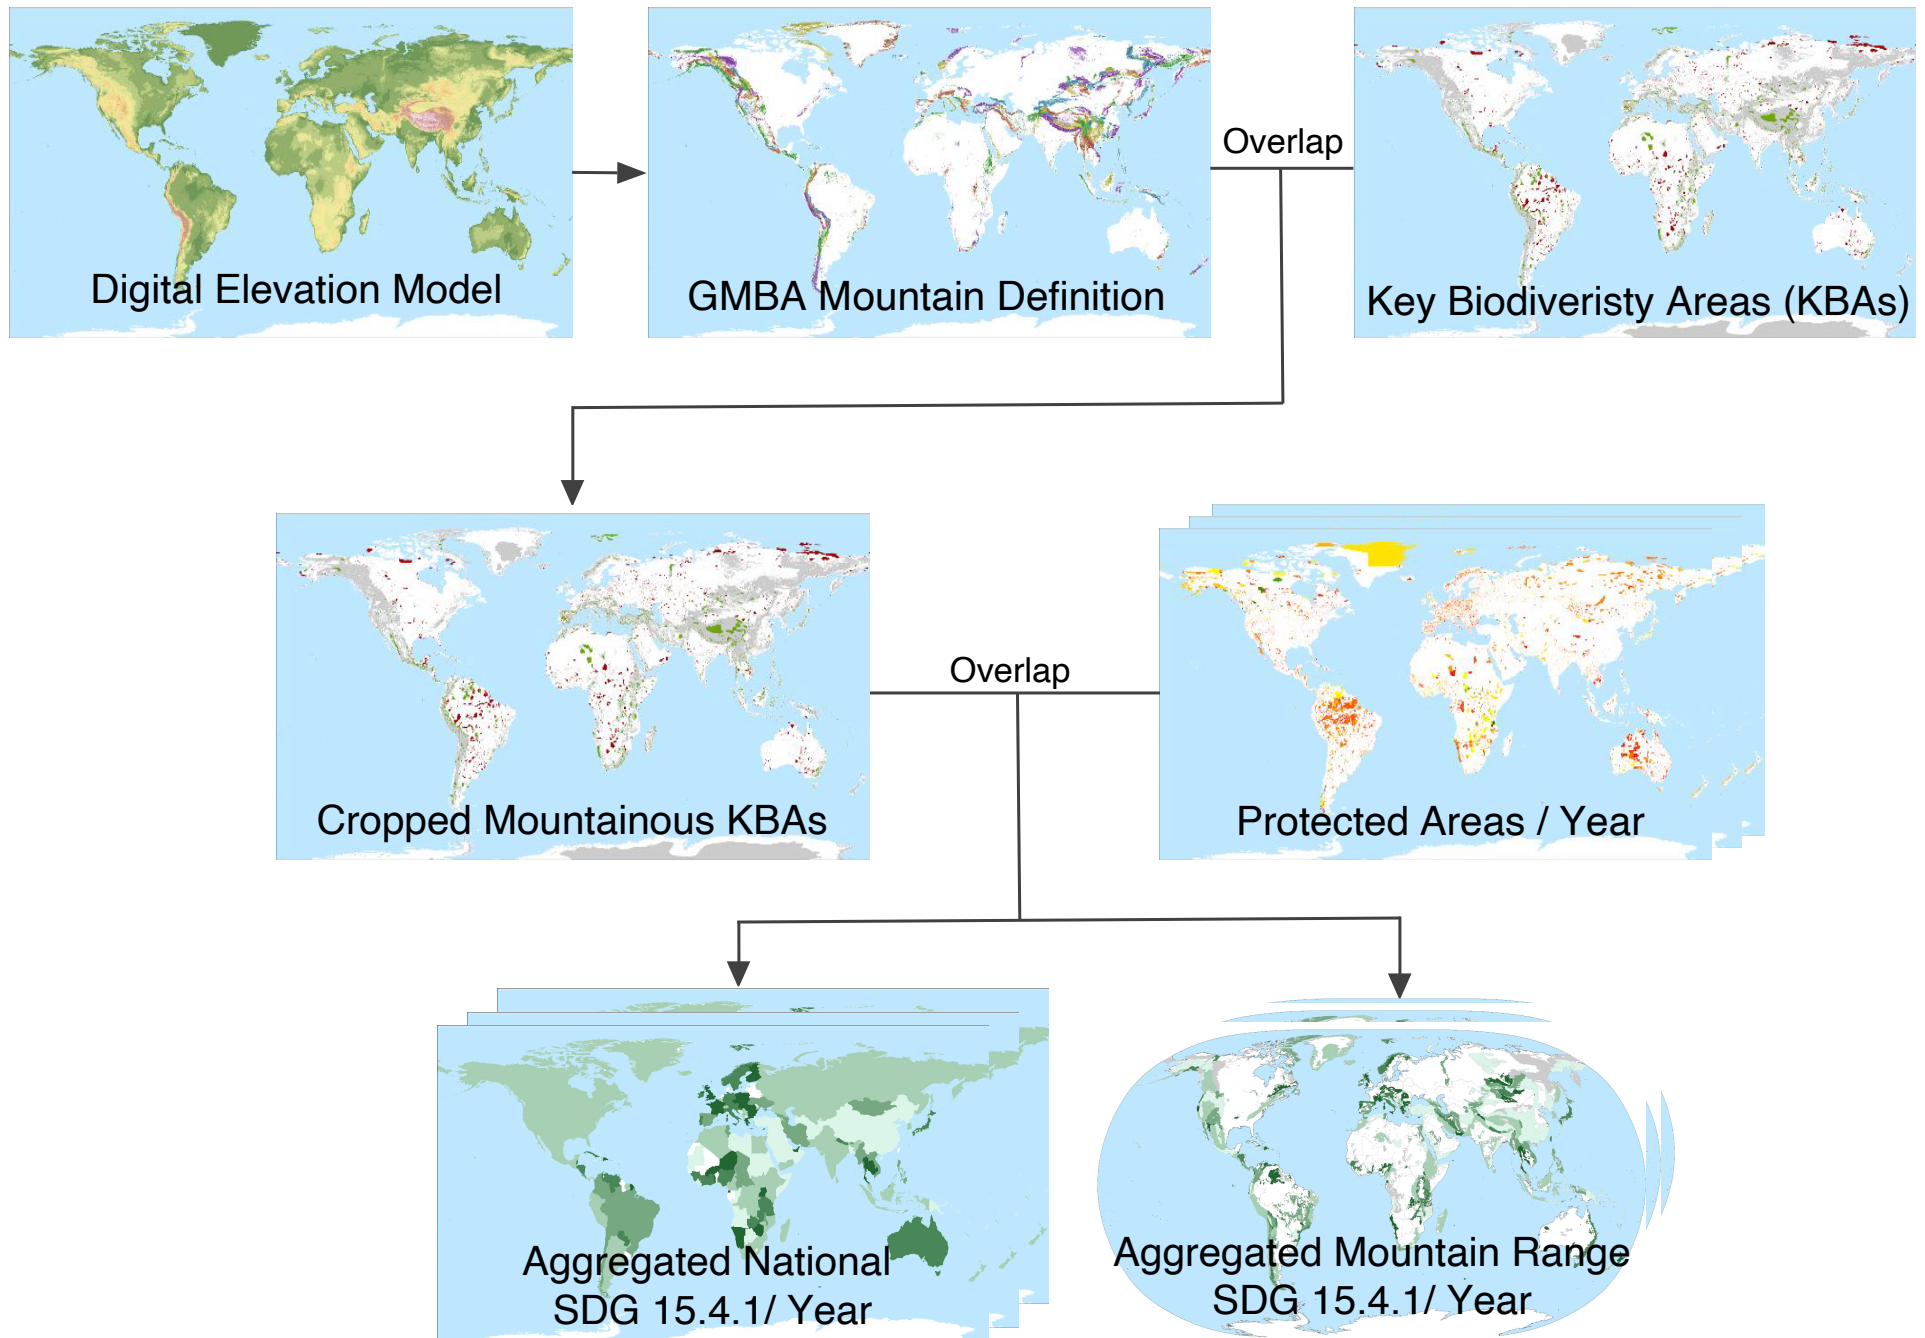 Digital Elevation Model
GMBA Mountain Definition
Overlap
Key Biodiveristy Areas (KBAs)
Cropped Mountainous KBAs
Overlap
Protected Areas / Year
Aggregated National
SDG 15.4.1/ Year
Aggregated Mountain Range
SDG 15.4.1/ Year